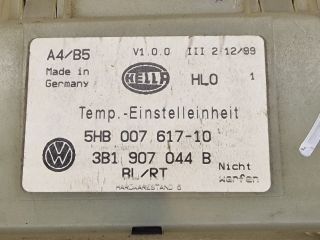 A4/B5 V1.0.0 III 2 12/99
Made in Germany HELLA HLO 1
Temp.-Einstelleinheit
5HB 007 617-10
3B1 907 044 B
BL/RT Nicht werfen
HARDWARESTAND 6